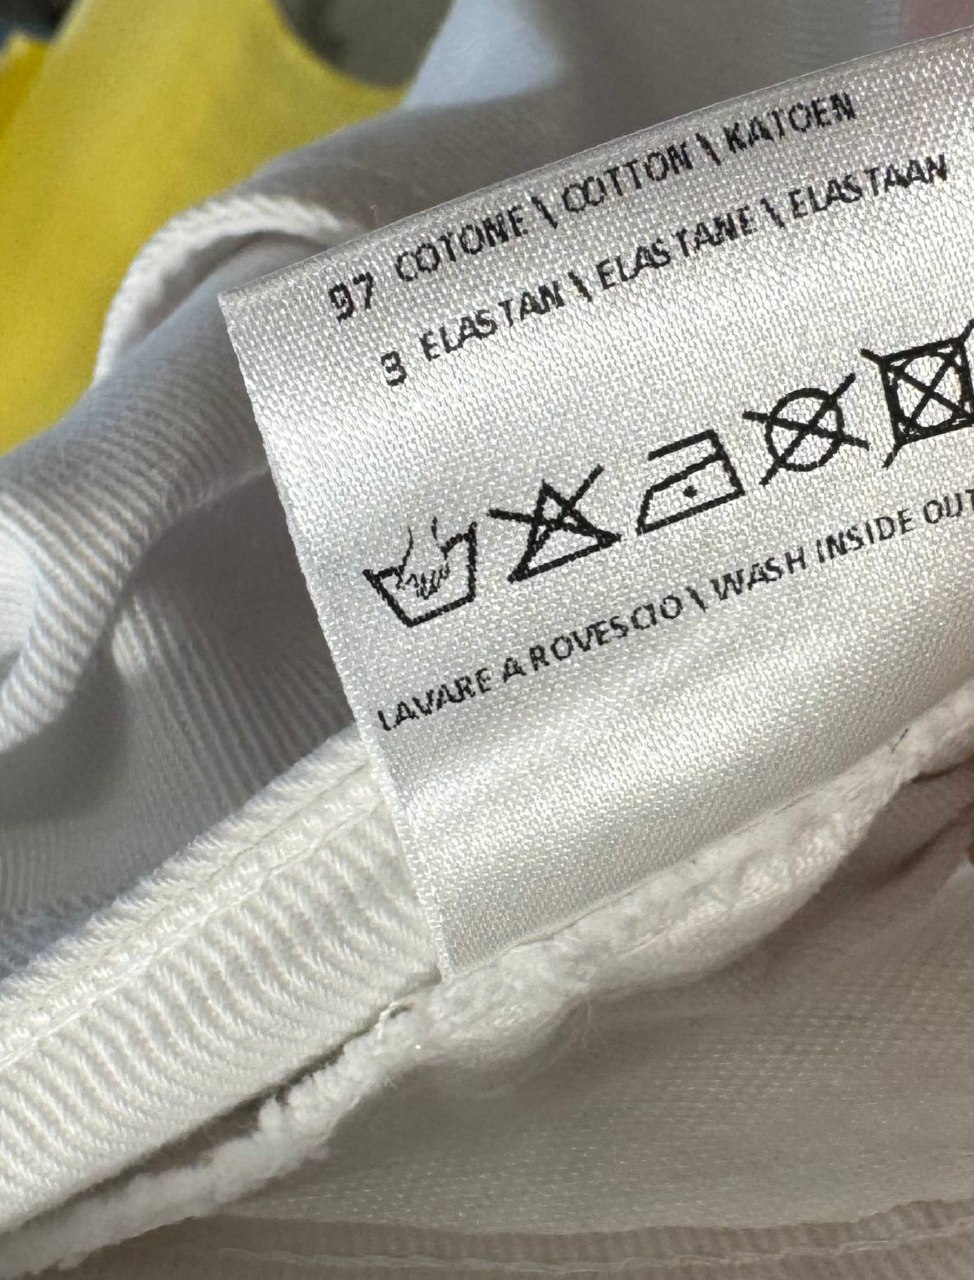 97 COTONE \ COTTON \ KATOEN
3 ELASTAN \ ELASTANE \ ELASTAAN
LAVARE A ROVESCIO \ WASH INSIDE OUT